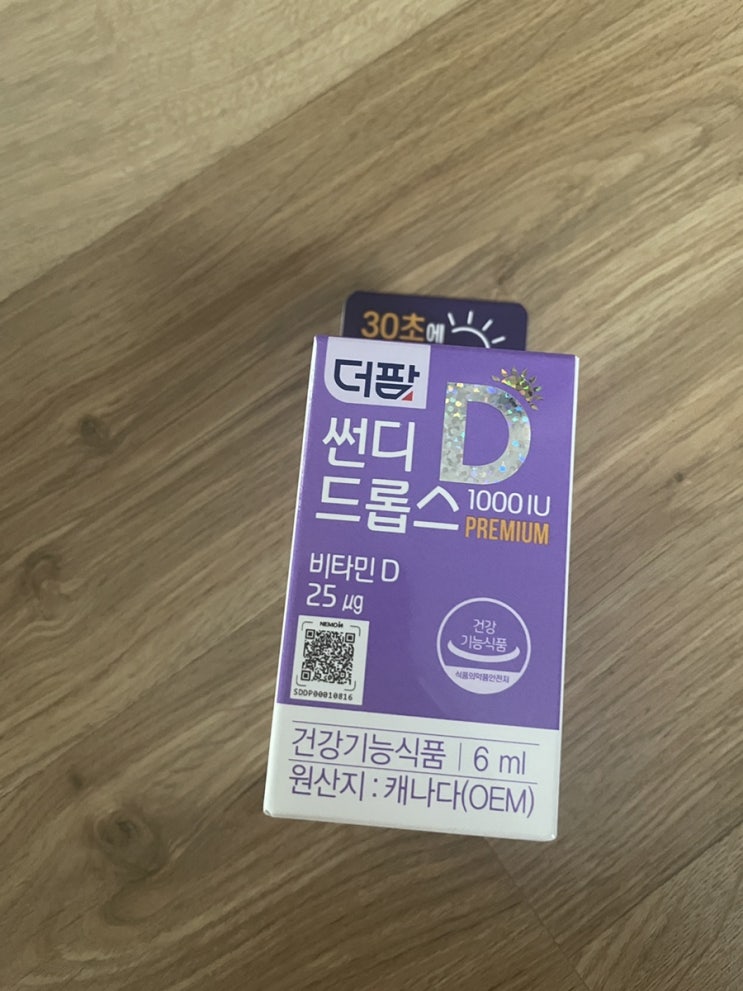 30초에
더팜
썬디
드롭스
D
1000 IU
PREMIUM
비타민 D
25 μg
NEMO
SDDP00010816
건강
기능식품
식품의약품안전처
건강기능식품 | 6 ml
원산지 : 캐나다(OEM)